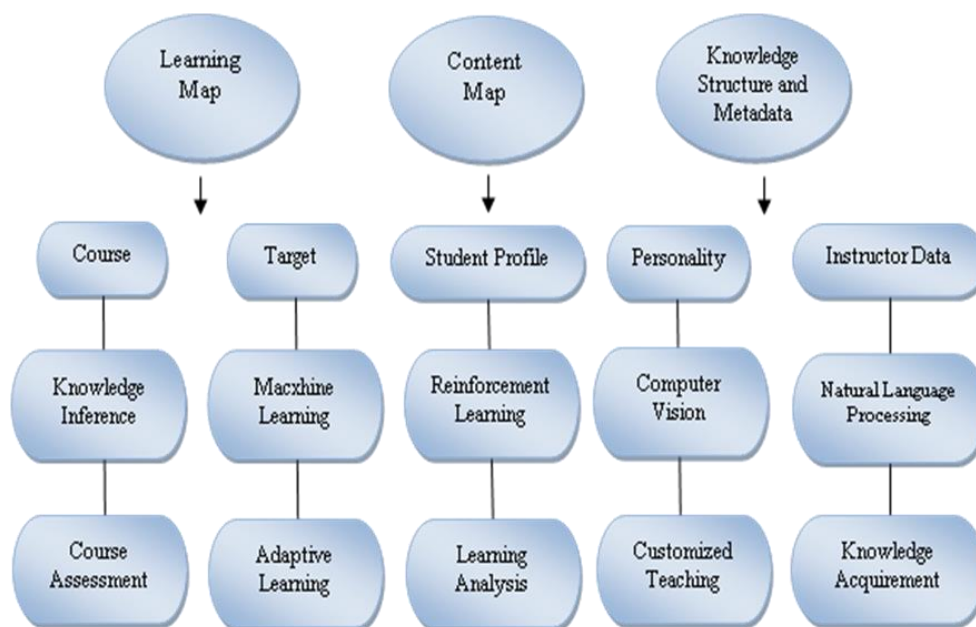 Learning
Map
Content
Map
Knowledge
Structure and
Metadata
Course
Target
Student Profile
Personality
Instructor Data
Knowledge
Inference
Macxhine
Learning
Reinforcement
Learning
Computer
Vision
Natural Language
Processing
Course
Assessment
Adaptive
Learning
Learning
Analysis
Customized
Teaching
Knowledge
Acquirement